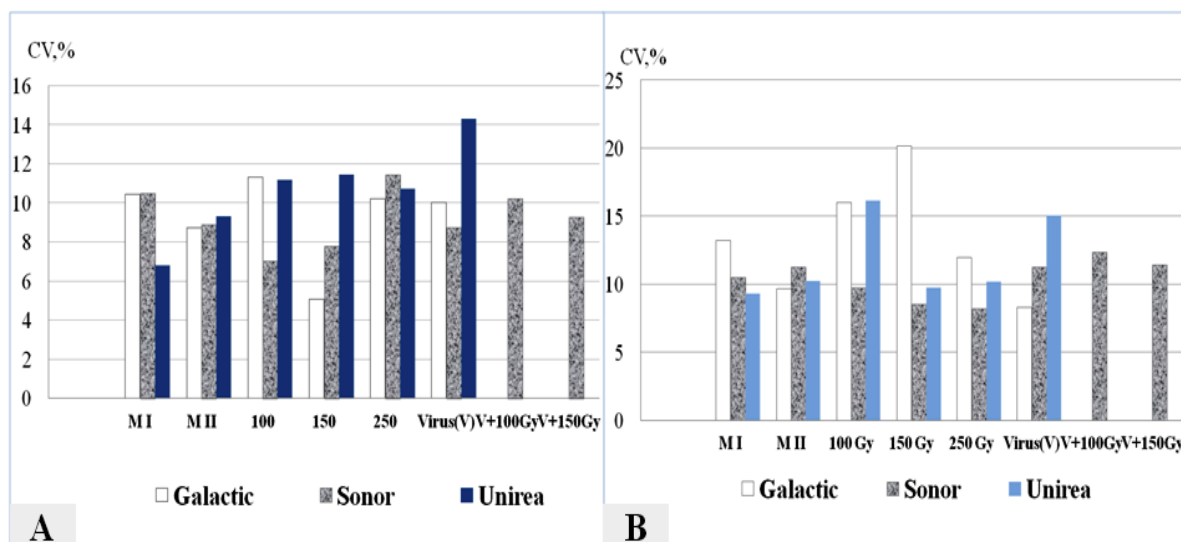 CV,%
16
14
12
10
8
6
4
2
0
M I M II 100 150 250 Virus(V) V+100Gy V+150Gy
Galactic Sonor Unirea
A
CV,%
25
20
15
10
5
0
M I M II 100 Gy 150 Gy 250 Gy Virus(V) V+100Gy V+150Gy
Galactic Sonor Unirea
B